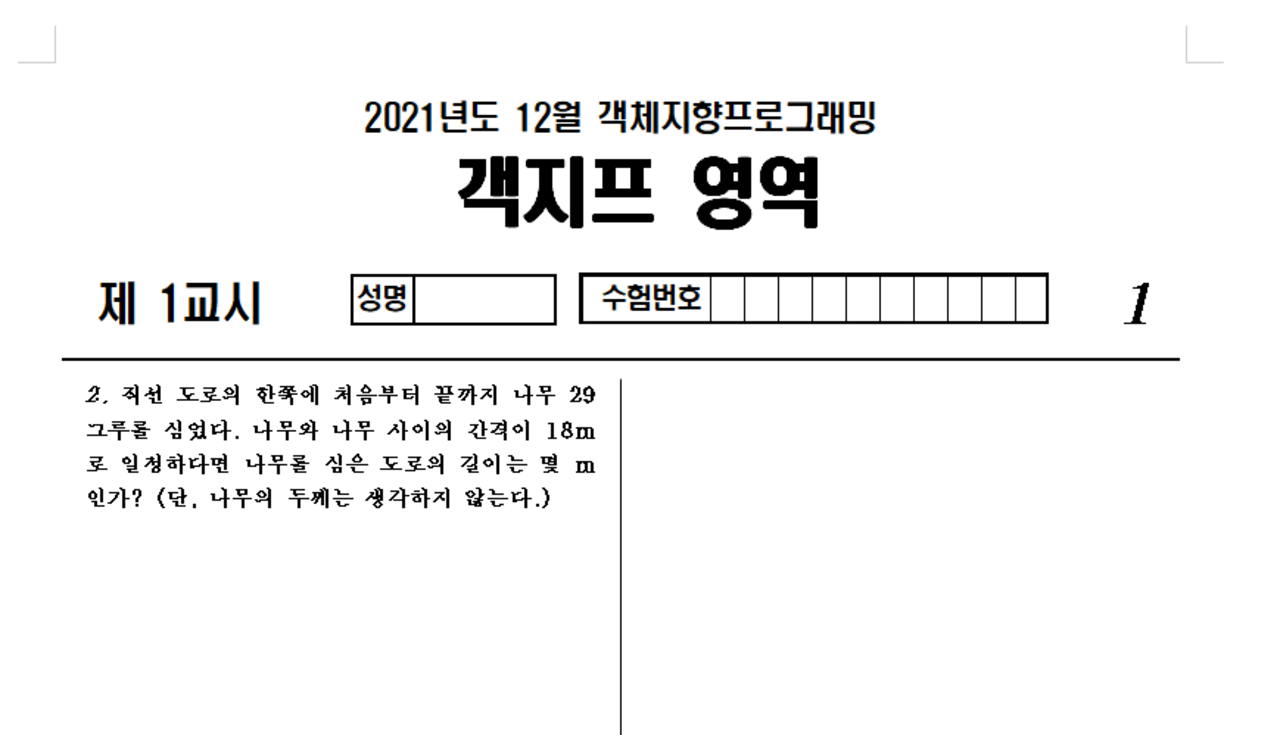 2021년도 12월 객체지향프로그래밍
객지프 영역
제 1교시
성명
수험번호
1
2. 직선 도로의 한쪽에 처음부터 끝까지 나무 29
그루를 심었다. 나무와 나무 사이의 간격이 18m
로 일정하다면 나무를 심은 도로의 길이는 몇 m
인가? (단, 나무의 두께는 생각하지 않는다.)